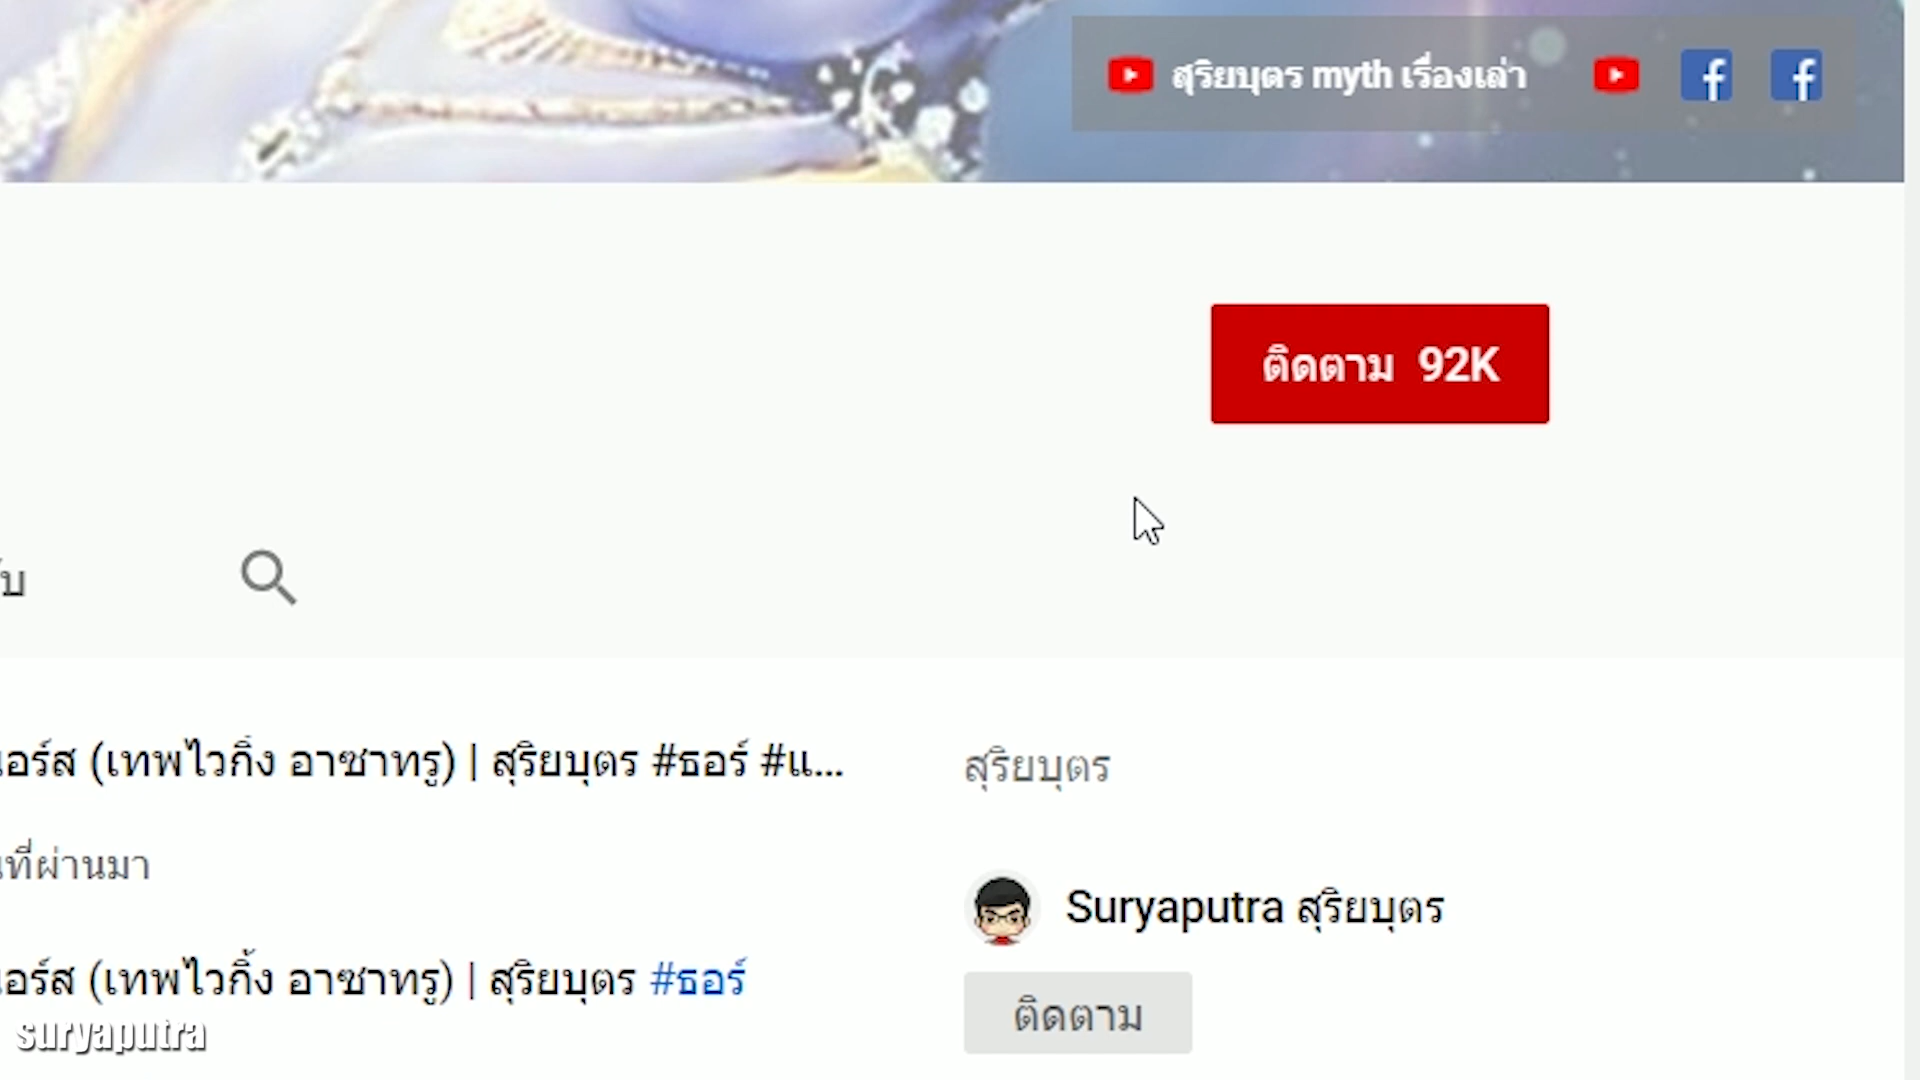 สุริยบุตร myth เรื่องเล่า
ติดตาม 92K
อร์ส (เทพไวกิ้ง อาซาทรู) | สุริยบุตร #ธอร์ #แ...
สุริยบุตร
ที่ผ่านมา
Suryaputra สุริยบุตร
อร์ส (เทพไวกิ้ง อาซาทรู) | สุริยบุตร #ธอร์
ติดตาม
suryaputra